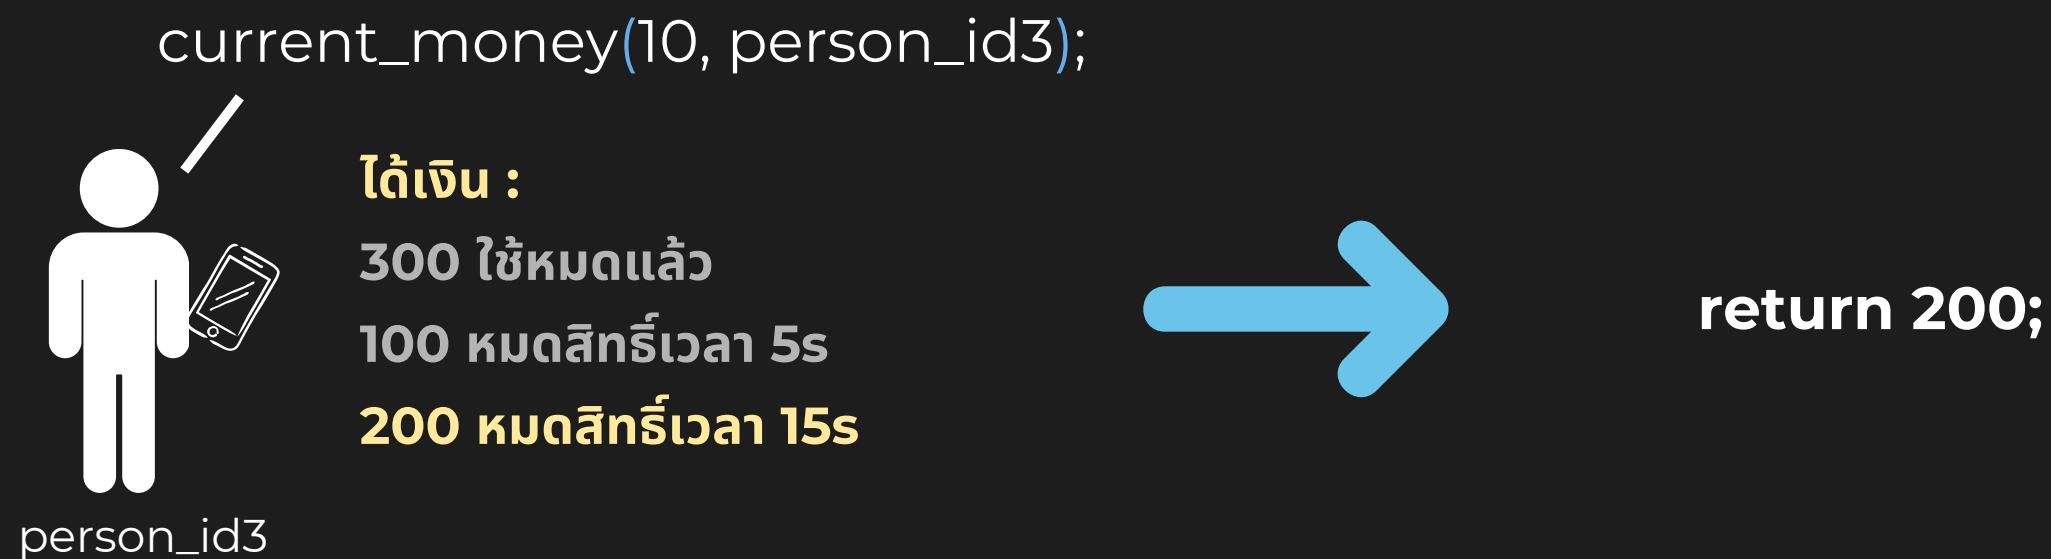 current_money(10, person_id3);
ได้เงิน :
300 ใช้หมดแล้ว
100 หมดสิทธิ์เวลา 5s
200 หมดสิทธิ์เวลา 15s
return 200;
person_id3